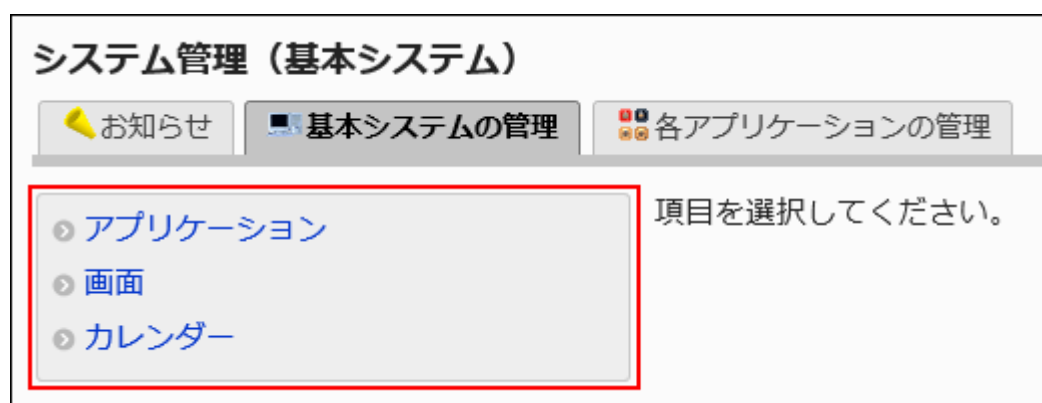 システム管理（基本システム）
お知らせ 基本システムの管理 各アプリケーションの管理
アプリケーション 項目を選択してください。
画面
カレンダー